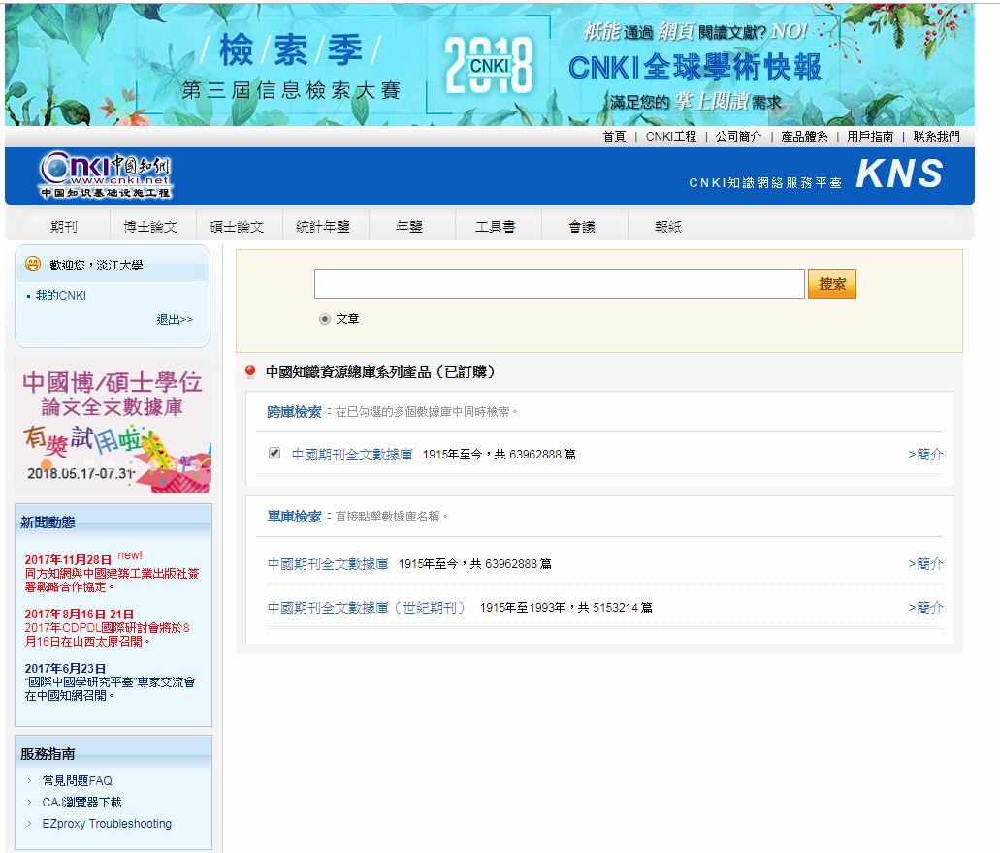 / 檢 / 索 / 季 /
第三屆信息檢索大賽
2018
CNKI
祇能 通過 網頁 閱讀文獻? NO!
CNKI全球學術快報
滿足您的 掌上閱讀 需求
首頁 | CNKI工程 | 公司簡介 | 產品體系 | 用戶指南 | 联系我們
Cnki中國知網
www.cnki.net
中国知识基础设施工程
CNKI知識網絡服務平臺 KNS
期刊 博士論文 碩士論文 統計年鑒 年鑒 工具書 會議 報紙
歡迎您，淡江大學
我的CNKI
退出>>
搜索
文章
中國知識資源總庫系列產品（已訂購）
跨庫檢索：在已勾選的多個數據庫中同時檢索。
中國期刊全文數據庫 1915年至今，共 63962888 篇 >簡介
單庫檢索：直接點擊數據庫名稱。
中國期刊全文數據庫 1915年至今，共 63962888 篇 >簡介
中國期刊全文數據庫（世紀期刊） 1915年至1993年，共 5153214 篇 >簡介
中國博/碩士學位
論文全文數據庫
有獎試用啦
2018.05.17-07.31
新聞動態
2017年11月28日 new!
同方知網與中國建築工業出版社簽
署戰略合作協定。
2017年8月16日-21日
2017年CDPDL國際研討會將於8
月16日在山西太原召開。
2017年6月23日
“國際中國學研究平臺”專家交流會
在中國知網召開。
服務指南
常見問題FAQ
CAJ瀏覽器下載
EZproxy Troubleshooting